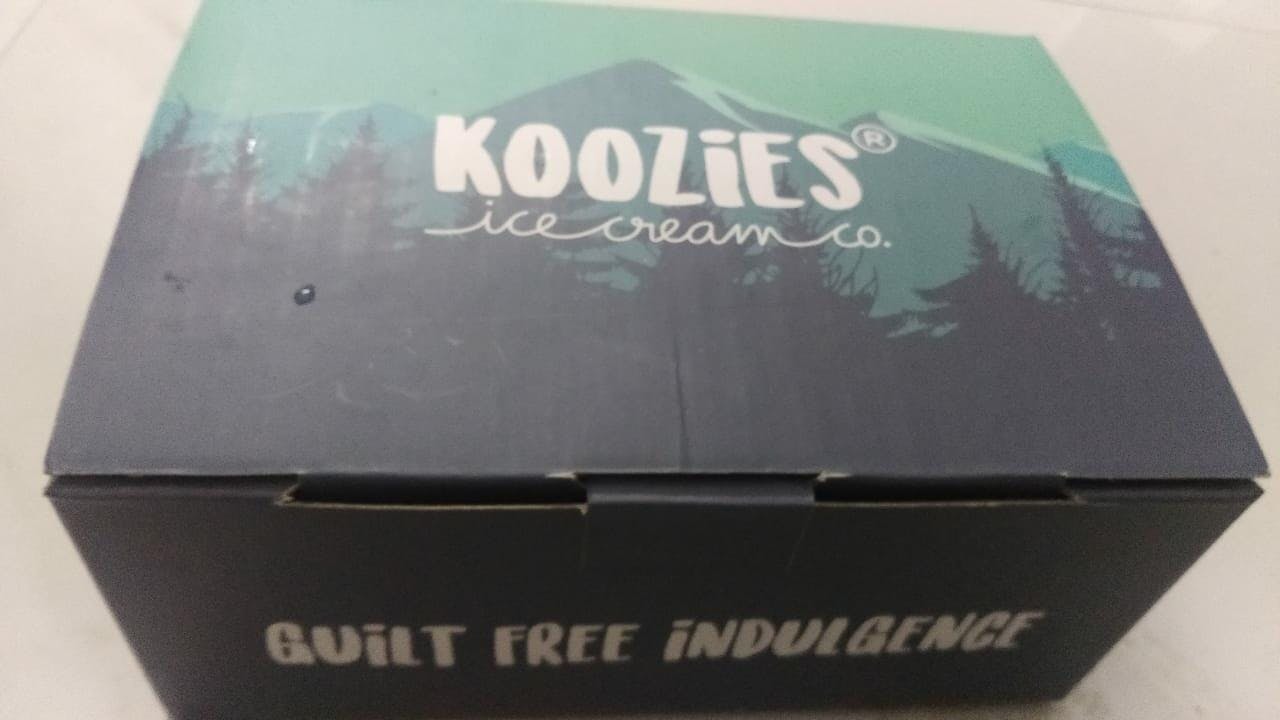 KOOZiES®
ice cream co.
GUiLT FREE iNDULGENCE